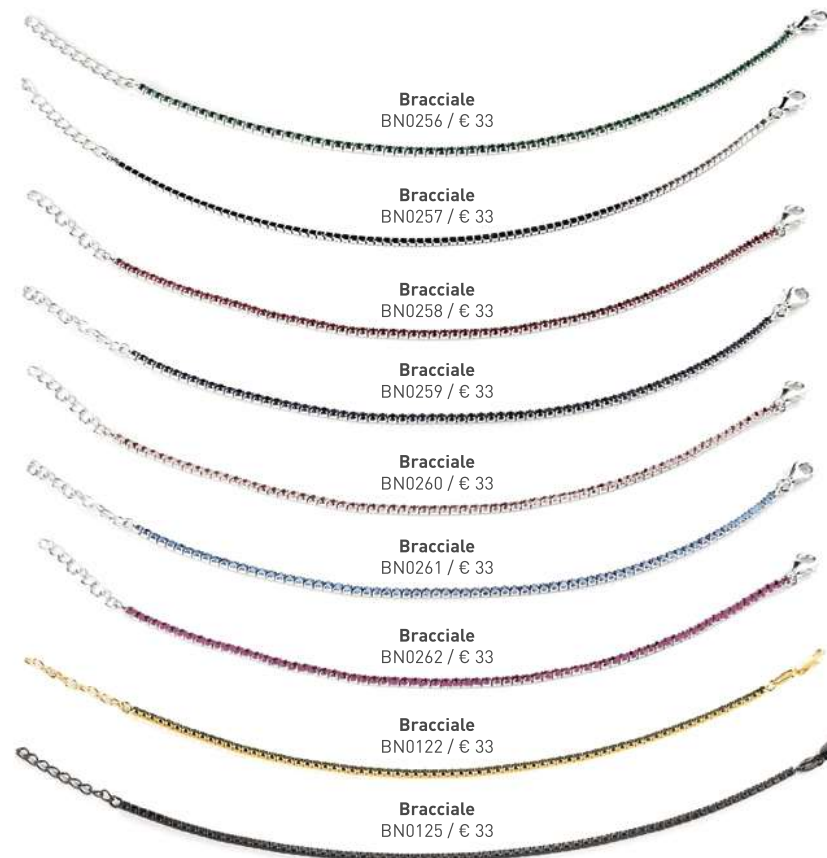 Bracciale
BN0256 / € 33
Bracciale
BN0257 / € 33
Bracciale
BN0258 / € 33
Bracciale
BN0259 / € 33
Bracciale
BN0260 / € 33
Bracciale
BN0261 / € 33
Bracciale
BN0262 / € 33
Bracciale
BN0122 / € 33
Bracciale
BN0125 / € 33